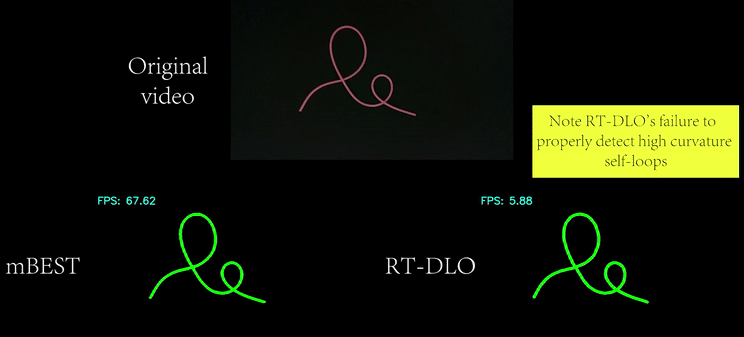 Original
video
Note RT-DLO's failure to
properly detect high curvature
self-loops
FPS: 67.62
FPS: 5.88
mBEST
RT-DLO